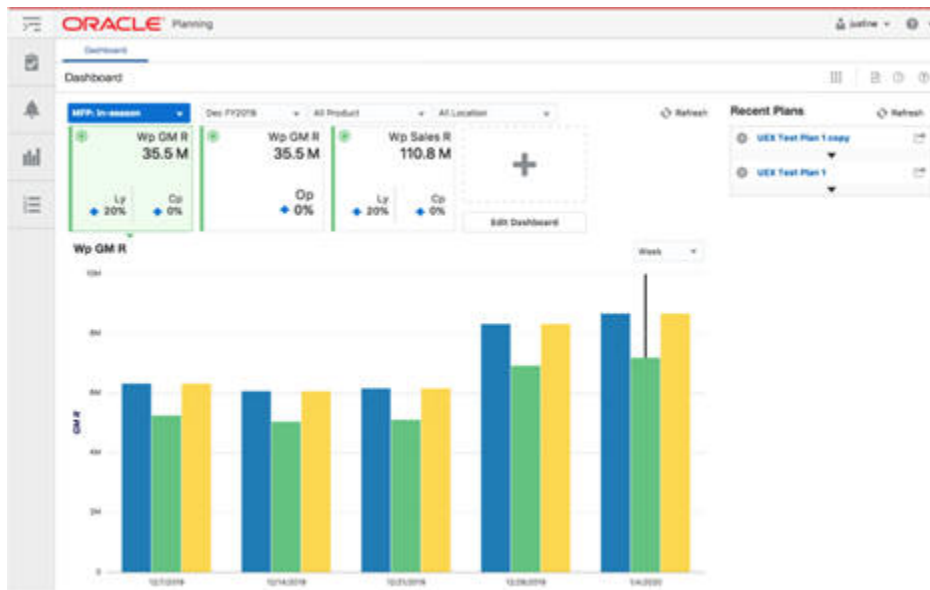 ORACLE Planning
justine
Dashboard
Dashboard
MFP: In-season
Dec FY2019
All Product
All Location
Refresh
Recent Plans
Refresh
Wp GM R
35.5 M
Ly
20%
Cp
0%
Wp GM R
35.5 M
Op
0%
Wp Sales R
110.8 M
Ly
20%
Cp
0%
Edit Dashboard
UEX Test Plan 1 copy
UEX Test Plan 1
Wp GM R
Week
GM R
10M
8M
6M
4M
2M
0
12/7/2019
12/14/2019
12/21/2019
12/28/2019
1/4/2020